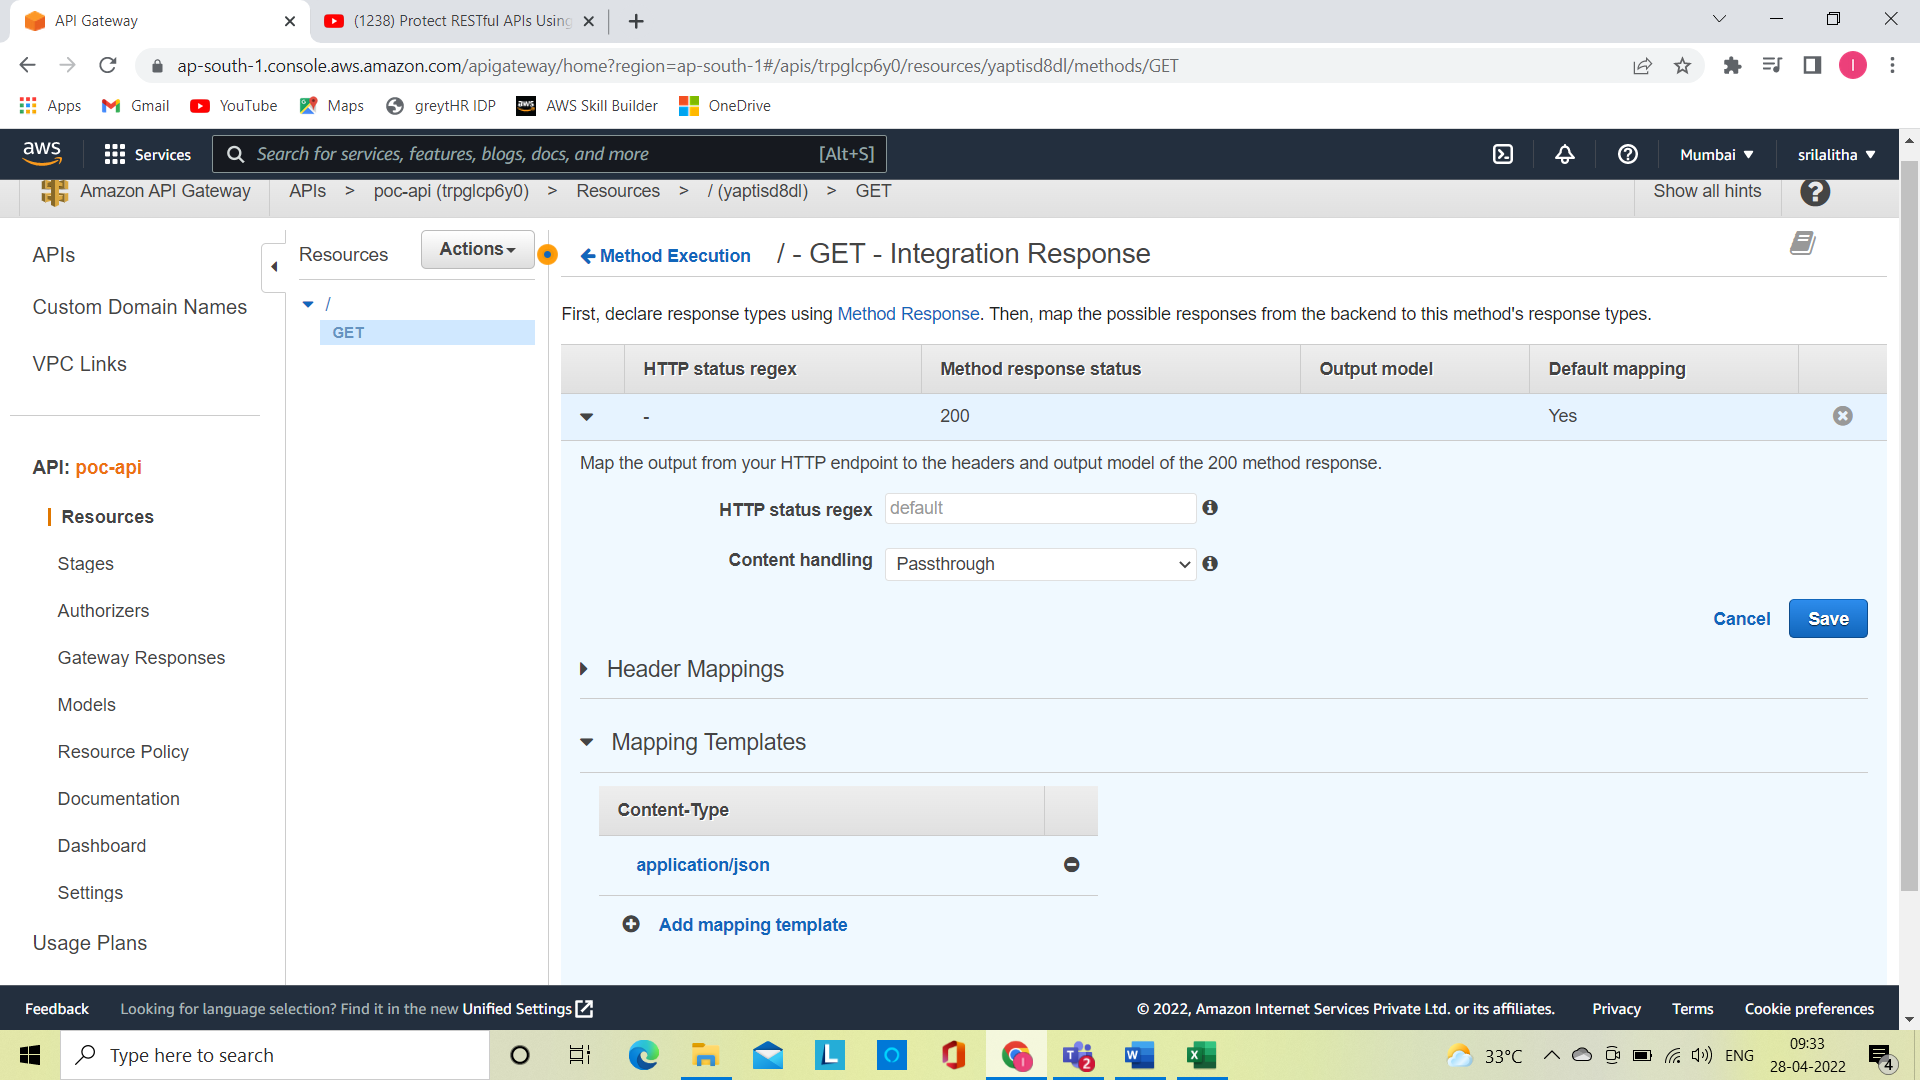 API Gateway
(1238) Protect RESTful APIs Using
ap-south-1.console.aws.amazon.com/apigateway/home?region=ap-south-1#/apis/trpglcp6y0/resources/yaptisd8dl/methods/GET
I
Apps Gmail YouTube Maps greytHR IDP AWS Skill Builder OneDrive
aws Services Search for services, features, blogs, docs, and more [Alt+S] Mumbai ▼ srilalitha ▼
Amazon API Gateway APIs > poc-api (trpglcp6y0) > Resources > / (yaptisd8dl) > GET Show all hints ?
APIs
Custom Domain Names
VPC Links
API: poc-api
Resources
Stages
Authorizers
Gateway Responses
Models
Resource Policy
Documentation
Dashboard
Settings
Usage Plans
Resources Actions
/
GET
Method Execution / - GET - Integration Response
First, declare response types using Method Response. Then, map the possible responses from the backend to this method's response types.
HTTP status regex Method response status Output model Default mapping
- 200 Yes
Map the output from your HTTP endpoint to the headers and output model of the 200 method response.
HTTP status regex default
Content handling Passthrough
Cancel Save
Header Mappings
Mapping Templates
Content-Type
application/json
Add mapping template
Feedback Looking for language selection? Find it in the new Unified Settings © 2022, Amazon Internet Services Private Ltd. or its affiliates. Privacy Terms Cookie preferences
Type here to search 33°C ENG 09:33
28-04-2022
4